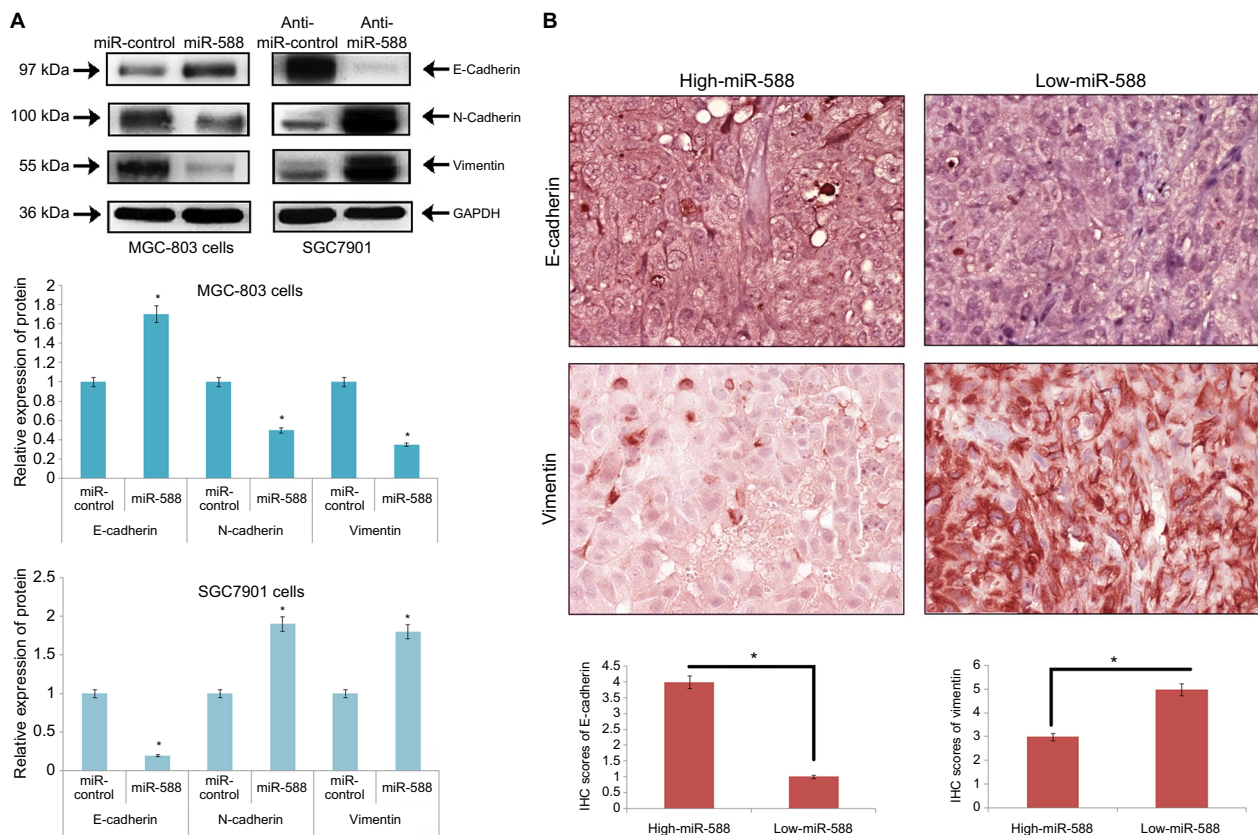 A
miR-control miR-588
Anti-
miR-control
Anti-
miR-588
97 kDa
E-Cadherin
100 kDa
N-Cadherin
55 kDa
Vimentin
36 kDa
GAPDH
MGC-803 cells
SGC7901
MGC-803 cells
Relative expression of protein
2
1.8
1.6
1.4
1.2
1
0.8
0.6
0.4
0.2
0
*
*
*
miR-
control
miR-588
miR-
control
miR-588
miR-
control
miR-588
E-cadherin
N-cadherin
Vimentin
SGC7901 cells
Relative expression of protein
2.5
2
1.5
1
0.5
0
*
*
*
miR-
control
miR-588
miR-
control
miR-588
miR-
control
miR-588
E-cadherin
N-cadherin
Vimentin
B
High-miR-588
Low-miR-588
E-cadherin
Vimentin
IHC scores of E-cadherin
4.5
4
3.5
3
2.5
2
1.5
1
0.5
0
*
High-miR-588
Low-miR-588
IHC scores of vimentin
6
5
4
3
2
1
0
*
High-miR-588
Low-miR-588